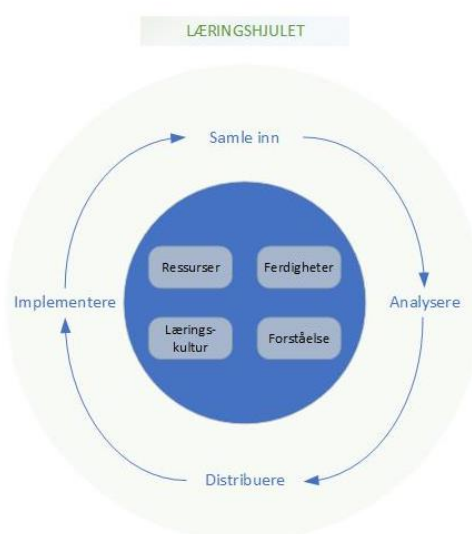 LÆRINGSHJULET
Samle inn
Ressurser
Ferdigheter
Implementere
Analysere
Lærings-
kultur
Forståelse
Distribuere